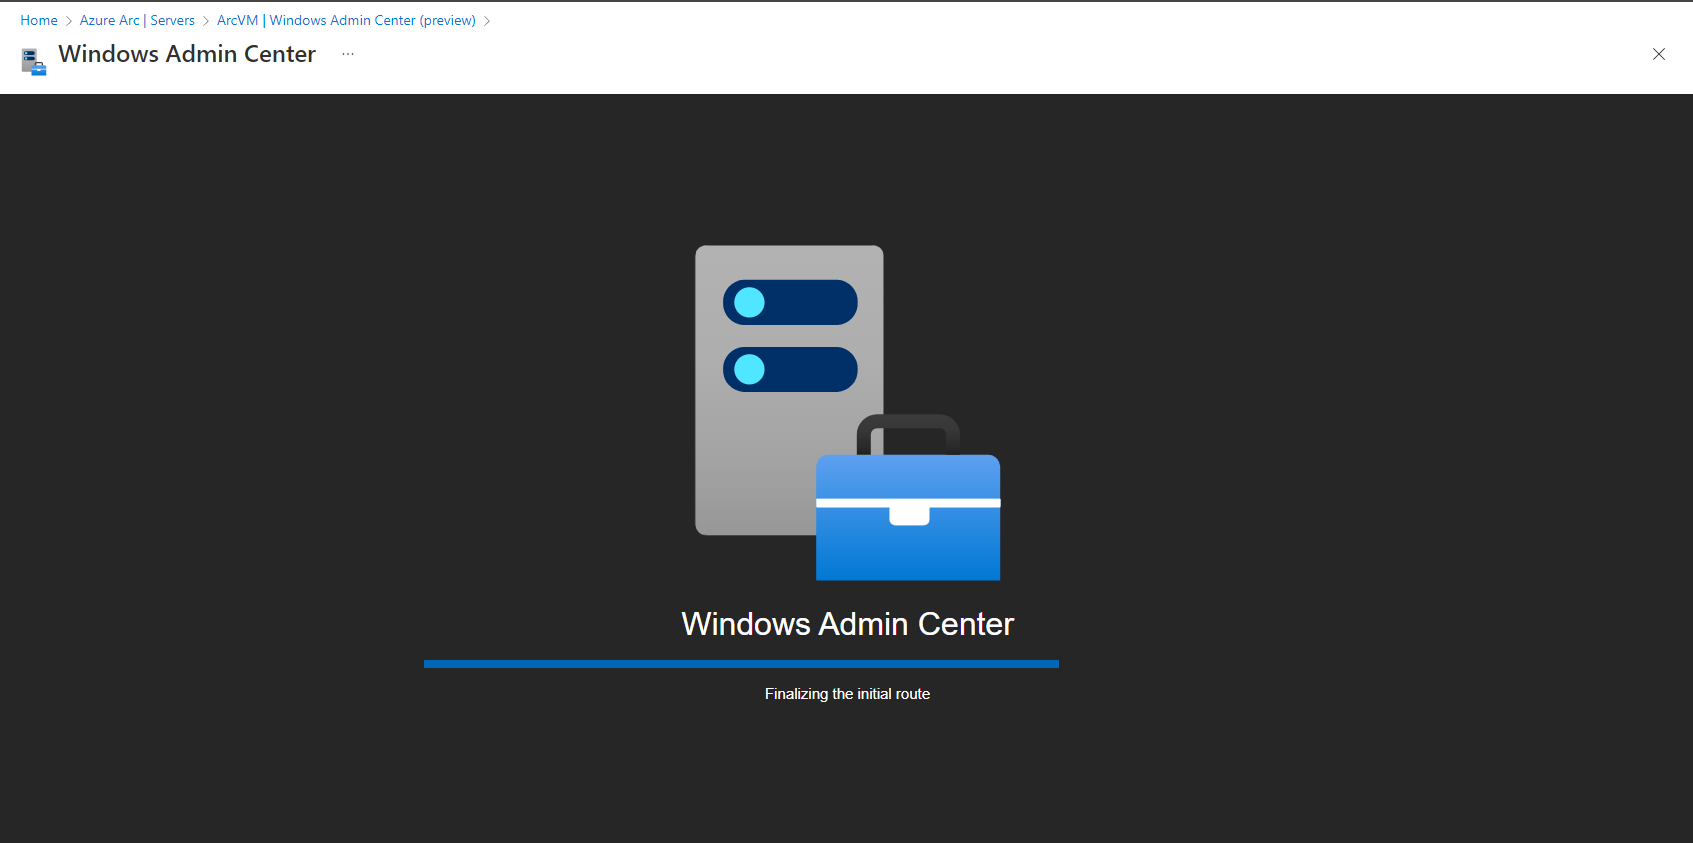 Home > Azure Arc | Servers > ArcVM | Windows Admin Center (preview) >
Windows Admin Center ...
Windows Admin Center
Finalizing the initial route